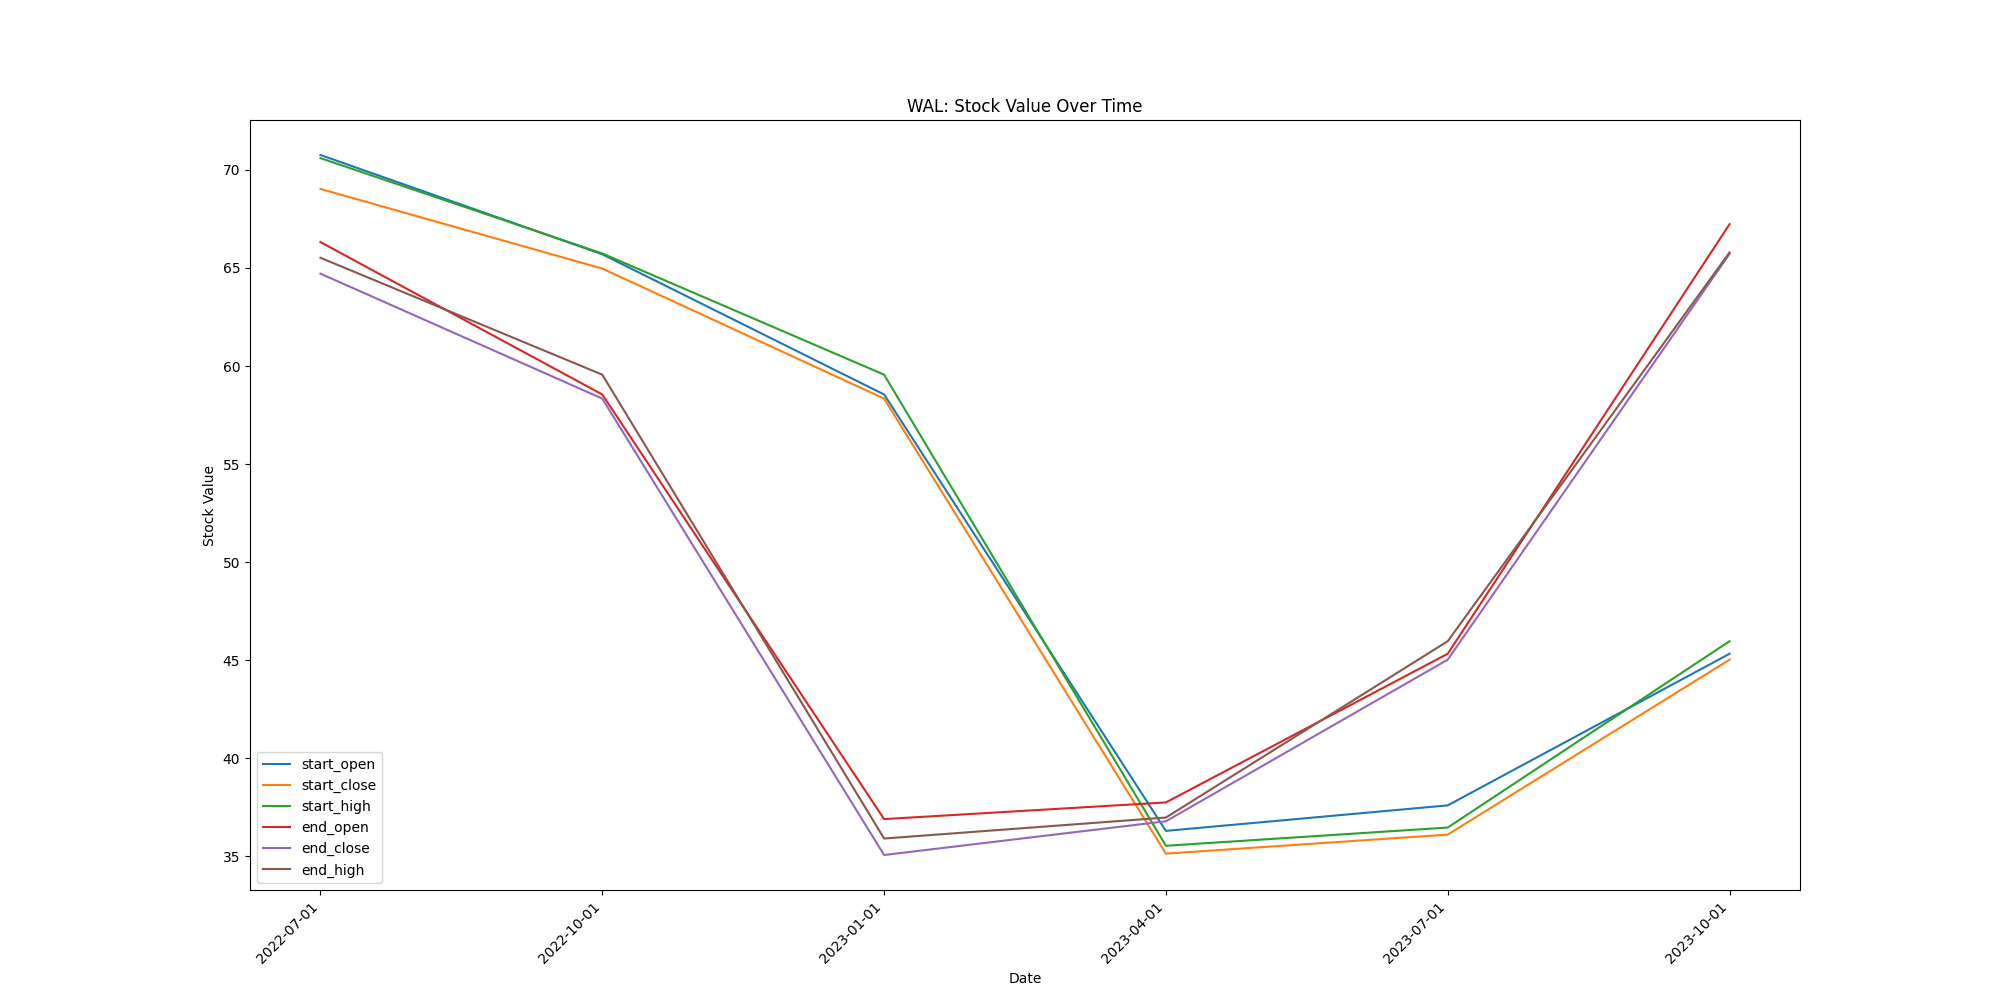 WAL: Stock Value Over Time
Stock Value
70
65
60
55
50
45
40
35
start_open
start_close
start_high
end_open
end_close
end_high
2022-07-01
2022-10-01
2023-01-01
2023-04-01
2023-07-01
2023-10-01
Date